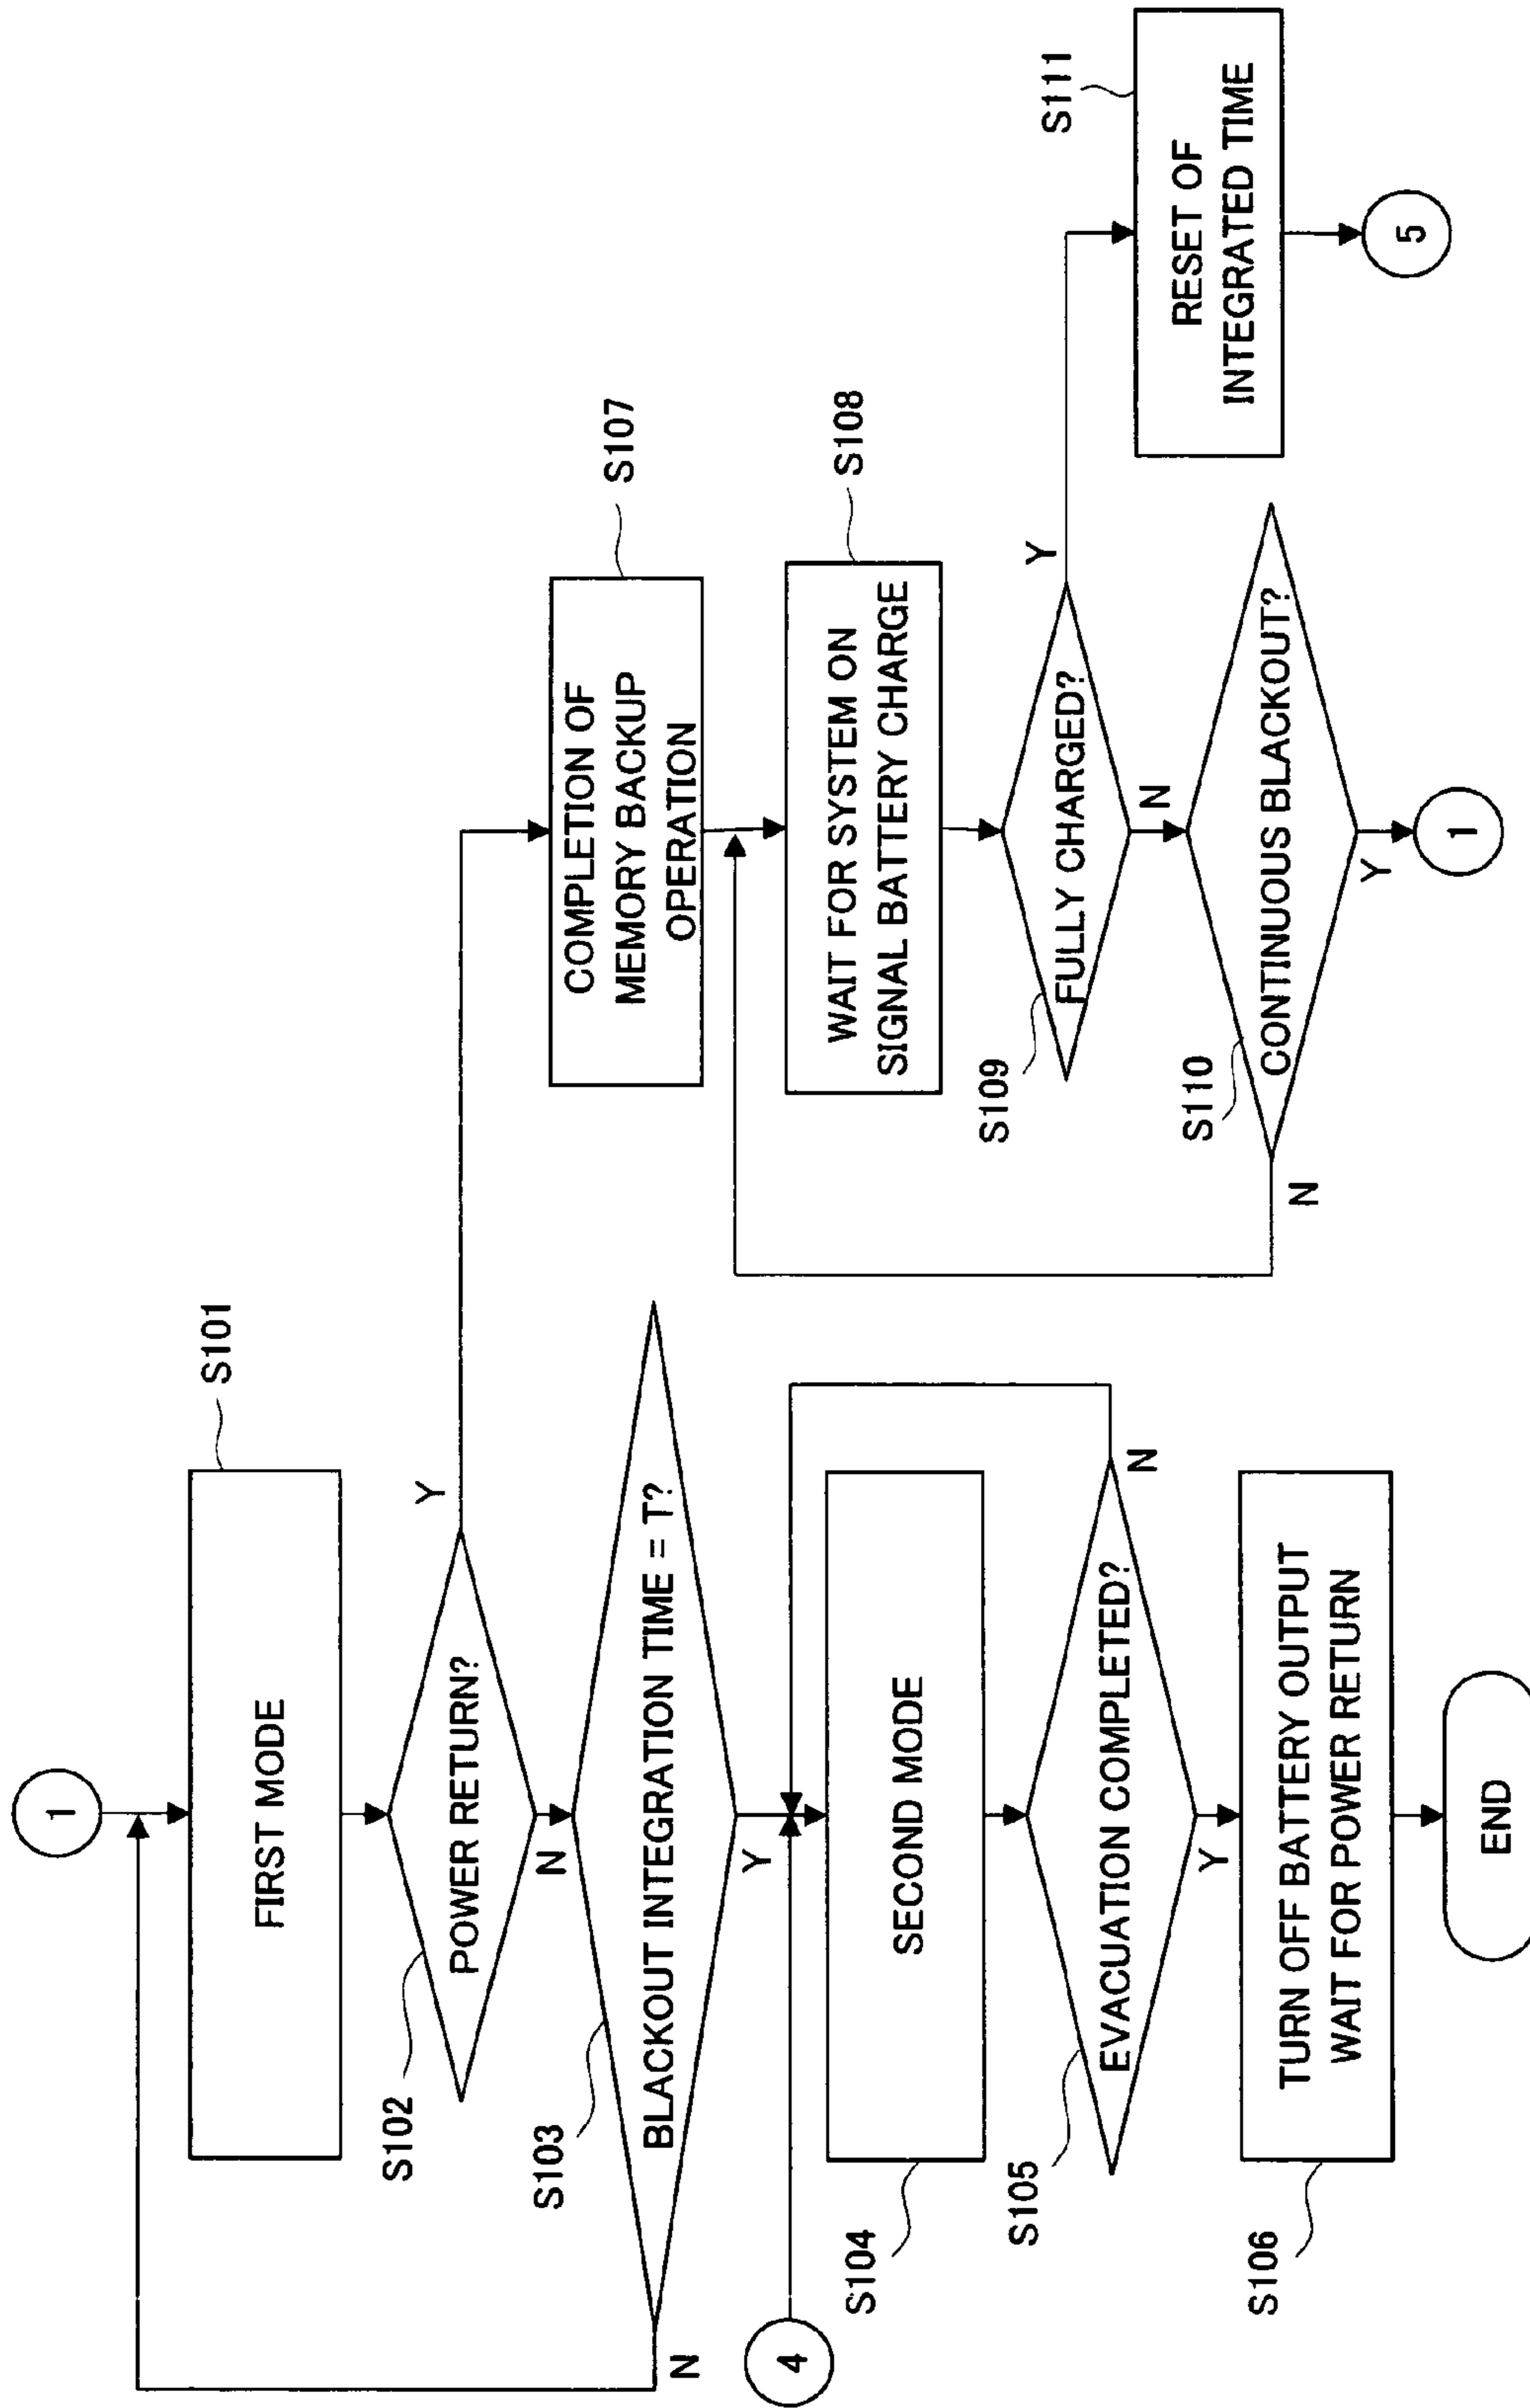 1
S101
FIRST MODE
S102
POWER RETURN?
Y
N
S103
BLACKOUT INTEGRATION TIME = T?
N
Y
4
S104
SECOND MODE
S105
EVACUATION COMPLETED?
N
Y
S106
TURN OFF BATTERY OUTPUT
WAIT FOR POWER RETURN
END
S107
COMPLETION OF
MEMORY BACKUP
OPERATION
S108
WAIT FOR SYSTEM ON
SIGNAL BATTERY CHARGE
S109
FULLY CHARGED?
Y
N
S110
CONTINUOUS BLACKOUT?
N
Y
1
S111
RESET OF
INTEGRATED TIME
5